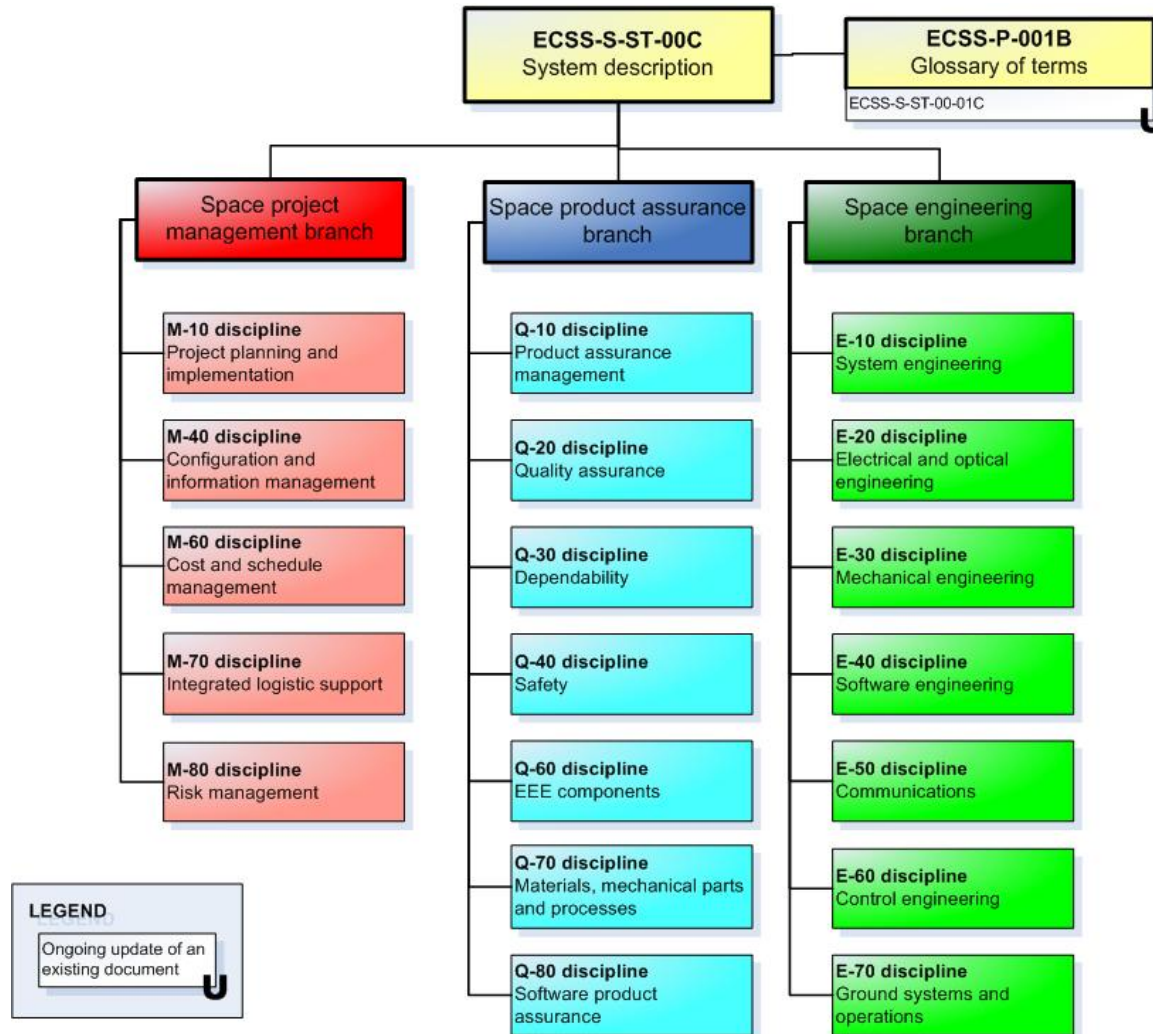 ECSS-S-ST-00C
System description
ECSS-P-001B
Glossary of terms
ECSS-S-ST-00-01C
U
Space project
management branch
Space product assurance
branch
Space engineering
branch
M-10 discipline
Project planning and
implementation
M-40 discipline
Configuration and
information management
M-60 discipline
Cost and schedule
management
M-70 discipline
Integrated logistic support
M-80 discipline
Risk management
Q-10 discipline
Product assurance
management
Q-20 discipline
Quality assurance
Q-30 discipline
Dependability
Q-40 discipline
Safety
Q-60 discipline
EEE components
Q-70 discipline
Materials, mechanical parts
and processes
Q-80 discipline
Software product
assurance
E-10 discipline
System engineering
E-20 discipline
Electrical and optical
engineering
E-30 discipline
Mechanical engineering
E-40 discipline
Software engineering
E-50 discipline
Communications
E-60 discipline
Control engineering
E-70 discipline
Ground systems and
operations
LEGEND
LEGEND
Ongoing update of an
existing document
U